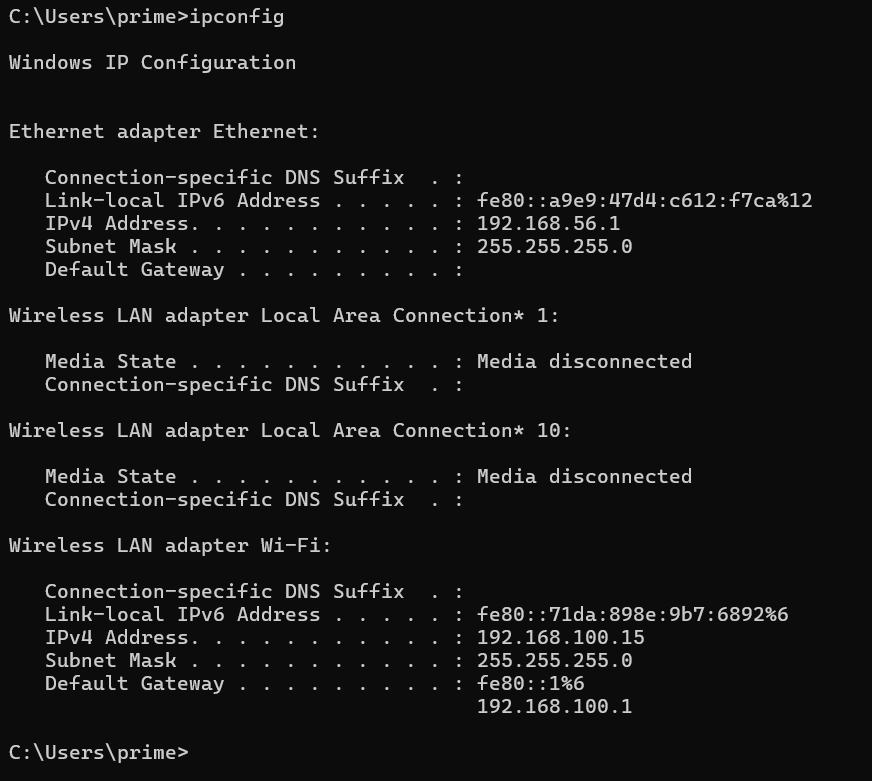 C:\Users\prime>ipconfig
Windows IP Configuration
Ethernet adapter Ethernet:
   Connection-specific DNS Suffix  . :
   Link-local IPv6 Address . . . . . : fe80::a9e9:47d4:c612:f7ca%12
   IPv4 Address. . . . . . . . . . . : 192.168.56.1
   Subnet Mask . . . . . . . . . . . : 255.255.255.0
   Default Gateway . . . . . . . . . :
Wireless LAN adapter Local Area Connection* 1:
   Media State . . . . . . . . . . . : Media disconnected
   Connection-specific DNS Suffix  . :
Wireless LAN adapter Local Area Connection* 10:
   Media State . . . . . . . . . . . : Media disconnected
   Connection-specific DNS Suffix  . :
Wireless LAN adapter Wi-Fi:
   Connection-specific DNS Suffix  . :
   Link-local IPv6 Address . . . . . : fe80::71da:898e:9b7:6892%6
   IPv4 Address. . . . . . . . . . . : 192.168.100.15
   Subnet Mask . . . . . . . . . . . : 255.255.255.0
   Default Gateway . . . . . . . . . : fe80::1%6
                                       192.168.100.1
C:\Users\prime>